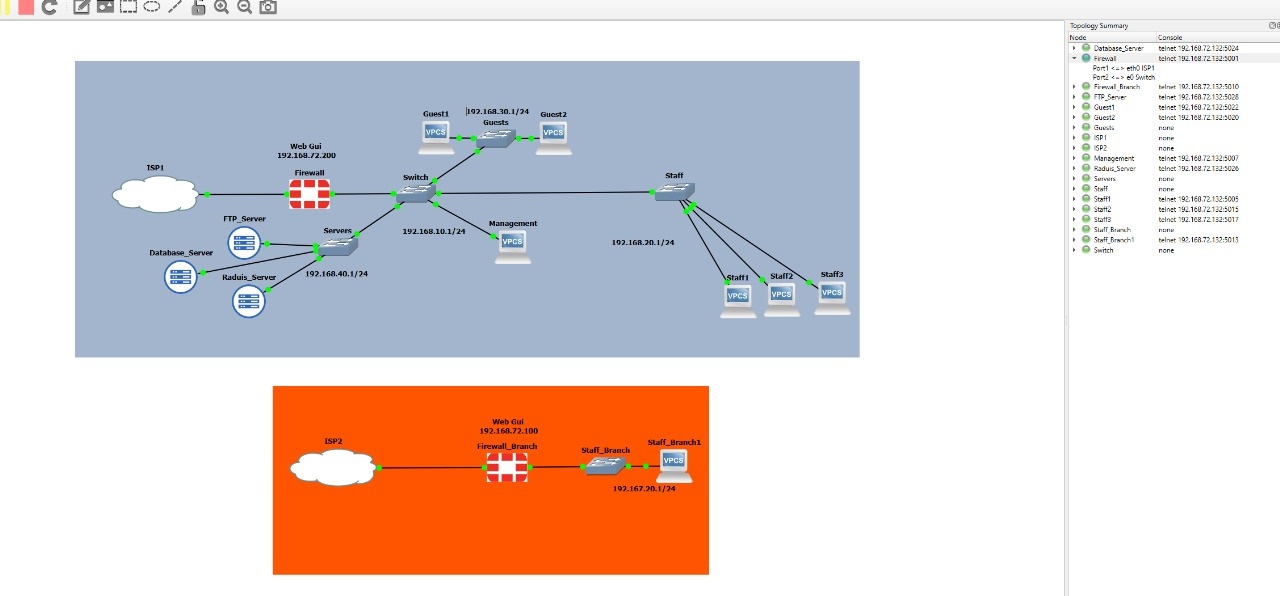 Topology Summary
Node Console
Database_Server telnet 192.168.72.132:5024
Firewall telnet 192.168.72.132:5001
Port1 <=> eth0 ISP1
Port2 <=> e0 Switch
Firewall_Branch telnet 192.168.72.132:5010
FTP_Server telnet 192.168.72.132:5028
Guest1 telnet 192.168.72.132:5022
Guest2 telnet 192.168.72.132:5020
Guests none
ISP1 none
ISP2 none
Management telnet 192.168.72.132:5007
Raduis_Server telnet 192.168.72.132:5026
Servers none
Staff none
Staff1 telnet 192.168.72.132:5005
Staff2 telnet 192.168.72.132:5015
Staff3 telnet 192.168.72.132:5017
Staff_Branch none
Staff_Branch1 telnet 192.168.72.132:5013
Switch none
Guest1
192.168.30.1/24
Guests
Guest2
VPCS
VPCS
Web Gui
192.168.72.200
Firewall
ISP1
Switch
Staff
FTP_Server
Servers
192.168.10.1/24
Management
VPCS
192.168.20.1/24
Database_Server
Raduis_Server
192.168.40.1/24
Staff1
Staff2
Staff3
VPCS
VPCS
VPCS
Web Gui
192.168.72.100
Firewall_Branch
ISP2
Staff_Branch
Staff_Branch1
VPCS
192.167.20.1/24